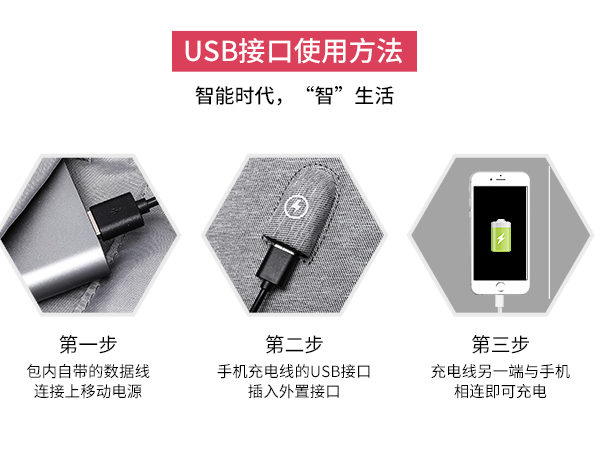 USB接口使用方法
智能时代，“智”生活
第一步
包内自带的数据线
连接上移动电源
第二步
手机充电线的USB接口
插入外置接口
第三步
充电线另一端与手机
相连即可充电